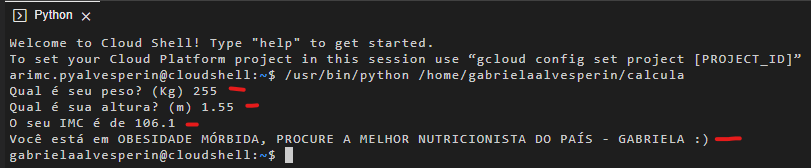 Python
Welcome to Cloud Shell! Type "help" to get started.
To set your Cloud Platform project in this session use “gcloud config set project [PROJECT_ID]”
arimc.pyalvesperin@cloudshell:~$ /usr/bin/python /home/gabrielaalvesperin/calcula
Qual é seu peso? (Kg) 255
Qual é sua altura? (m) 1.55
O seu IMC é de 106.1
Você está em OBESIDADE MÓRBIDA, PROCURE A MELHOR NUTRICIONISTA DO PAÍS - GABRIELA :)
gabrielaalvesperin@cloudshell:~$